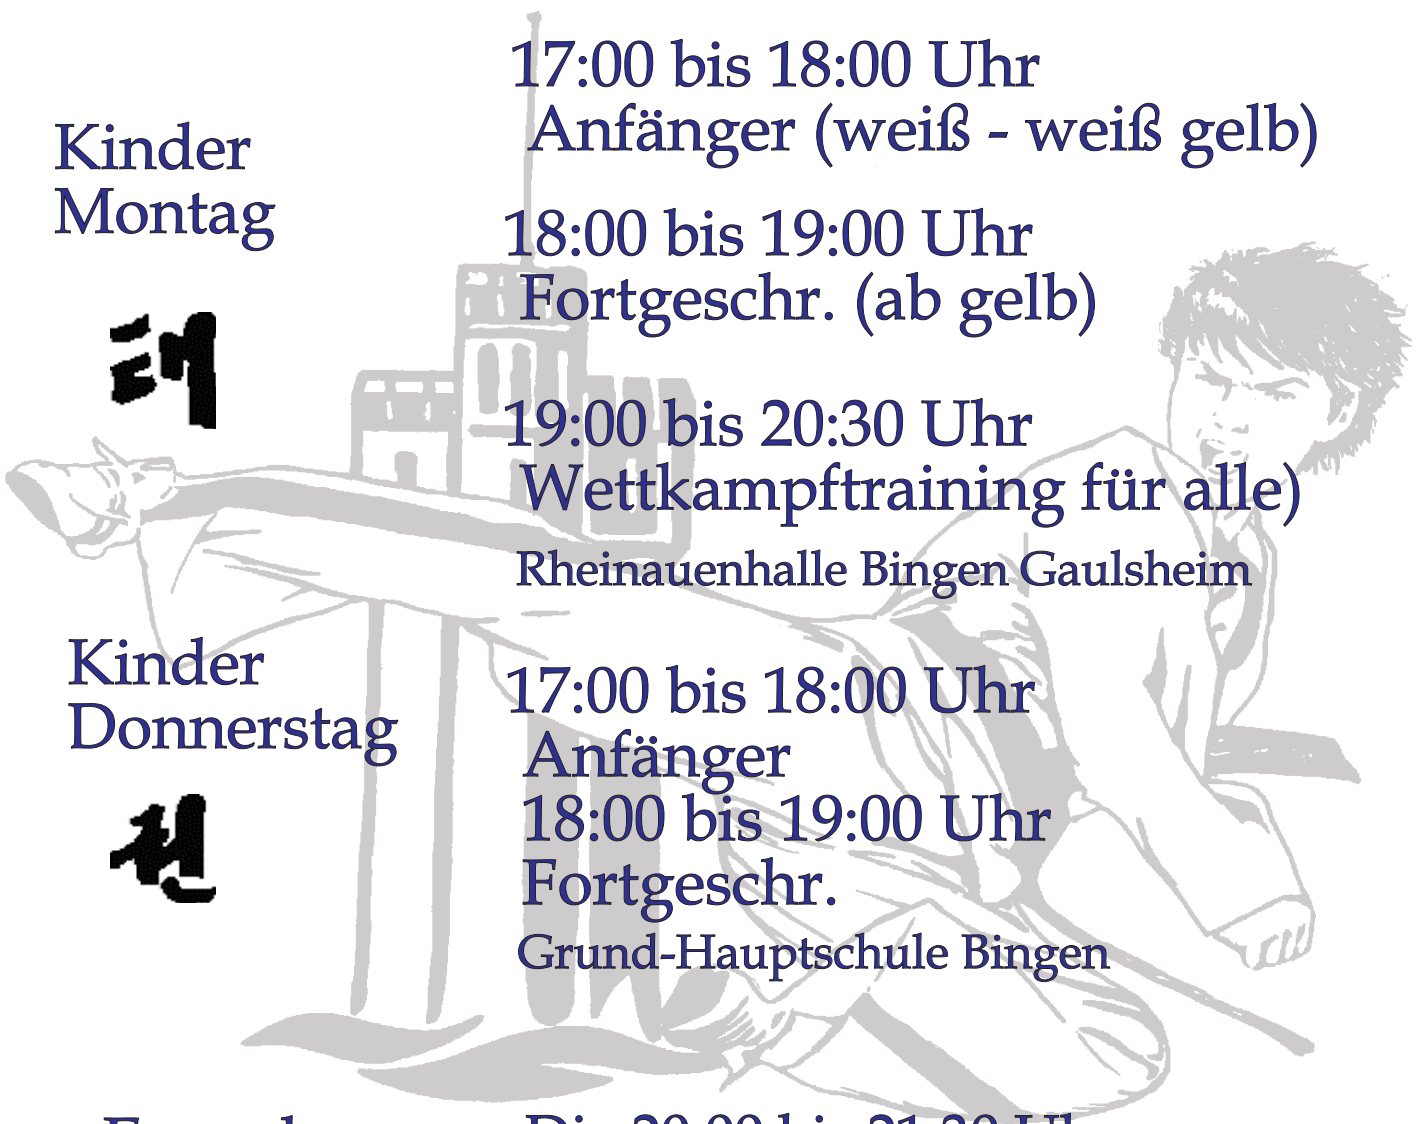 17:00 bis 18:00 Uhr
Anfänger (weiß - weiß gelb)
Kinder
Montag
18:00 bis 19:00 Uhr
Fortgeschr. (ab gelb)
태
19:00 bis 20:30 Uhr
Wettkampftraining für alle)
Rheinauenhalle Bingen Gaulsheim
Kinder
Donnerstag
17:00 bis 18:00 Uhr
Anfänger
18:00 bis 19:00 Uhr
Fortgeschr.
권
Grund-Hauptschule Bingen